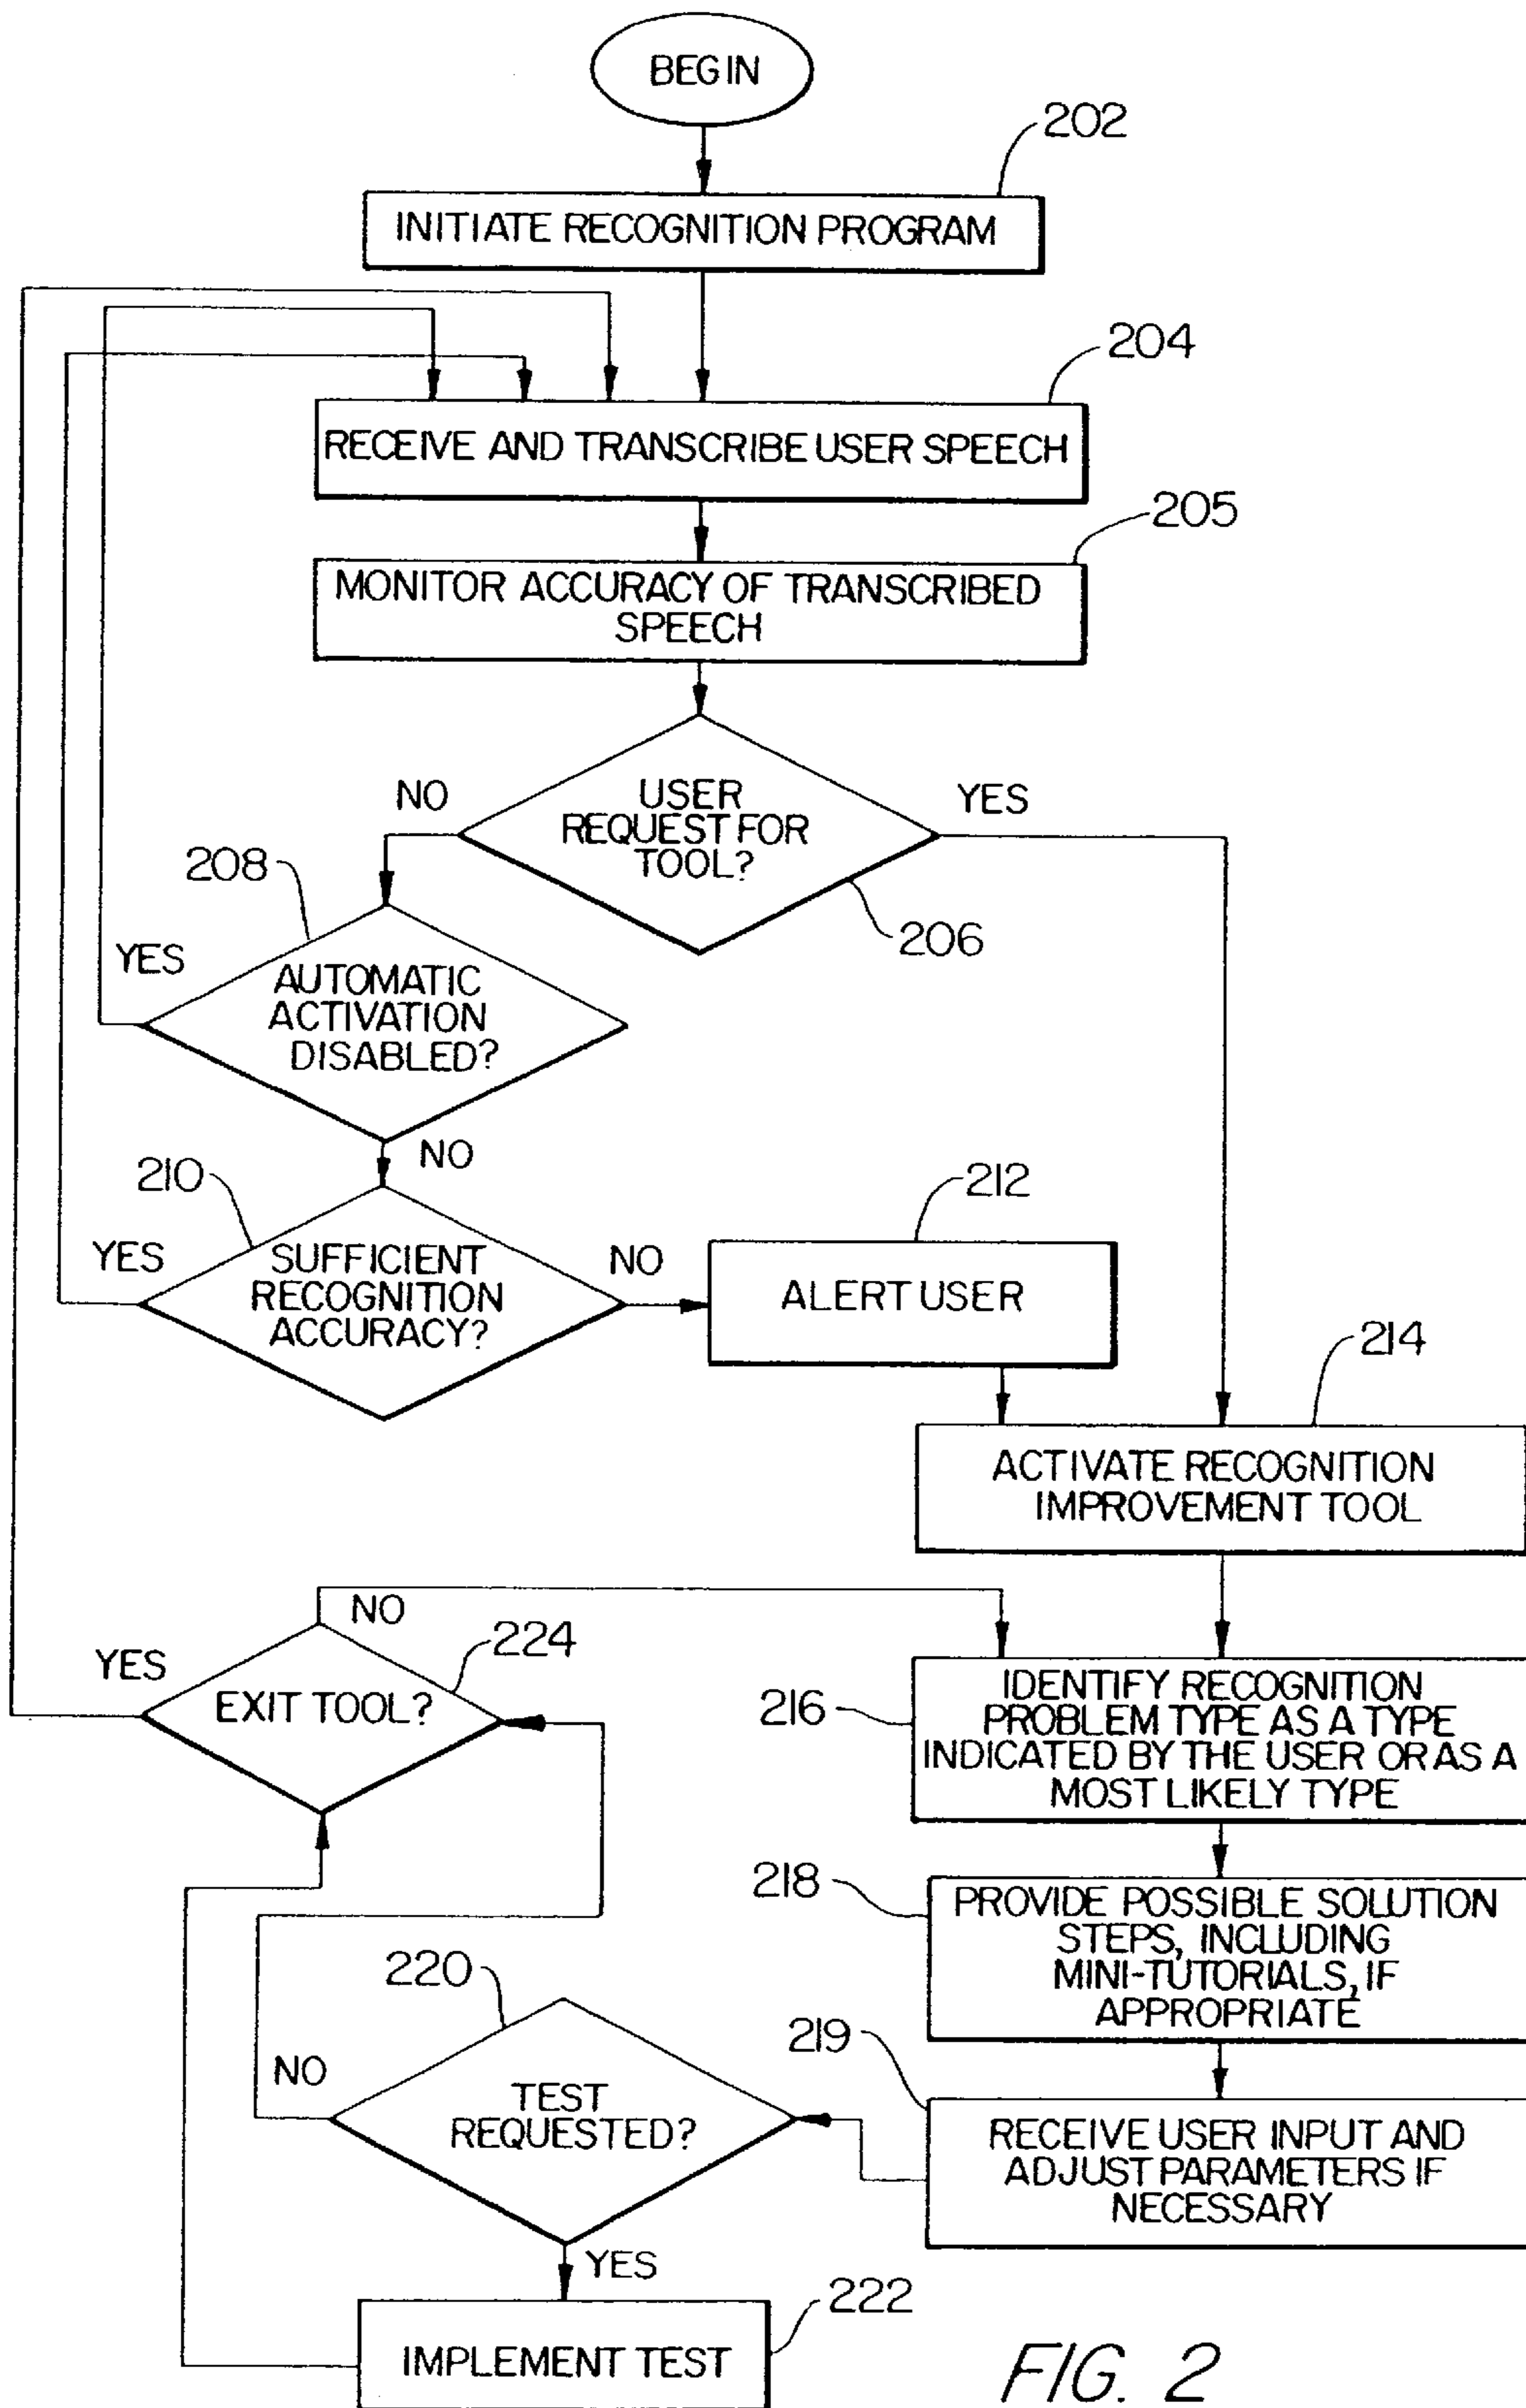 BEGIN
202
INITIATE RECOGNITION PROGRAM
204
RECEIVE AND TRANSCRIBE USER SPEECH
205
MONITOR ACCURACY OF TRANSCRIBED
SPEECH
NO
USER
REQUEST FOR
TOOL?
YES
206
208
YES
AUTOMATIC
ACTIVATION
DISABLED?
NO
210
YES
SUFFICIENT
RECOGNITION
ACCURACY?
NO
212
ALERT USER
214
ACTIVATE RECOGNITION
IMPROVEMENT TOOL
NO
224
YES
EXIT TOOL?
216
IDENTIFY RECOGNITION
PROBLEM TYPE AS A TYPE
INDICATED BY THE USER OR AS A
MOST LIKELY TYPE
218
PROVIDE POSSIBLE SOLUTION
STEPS, INCLUDING
MINI-TUTORIALS, IF
APPROPRIATE
219
RECEIVE USER INPUT AND
ADJUST PARAMETERS IF
NECESSARY
220
NO
TEST
REQUESTED?
YES
222
IMPLEMENT TEST
FIG. 2